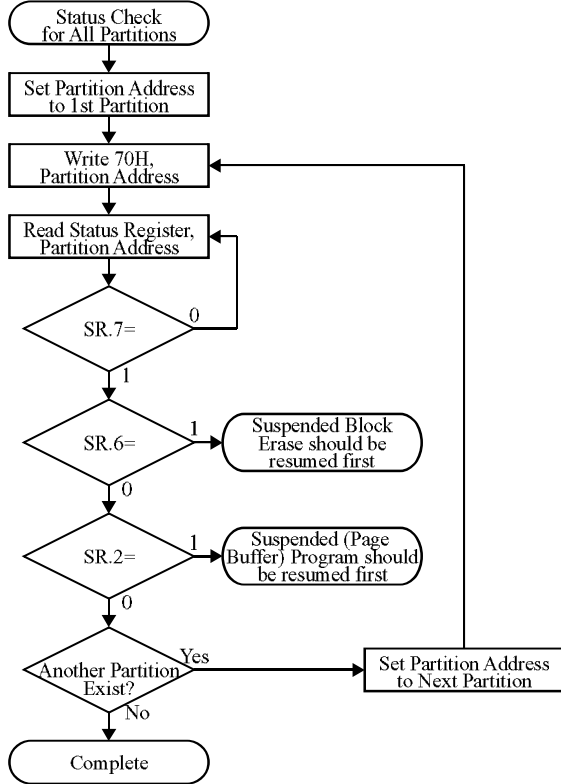 Status Check
for All Partitions
Set Partition Address
to 1st Partition
Write 70H,
Partition Address
Read Status Register,
Partition Address
SR.7=
0
1
SR.6=
1
Suspended Block
Erase should be
resumed first
0
SR.2=
1
Suspended (Page
Buffer) Program should
be resumed first
0
Another Partition
Exist?
Yes
Set Partition Address
to Next Partition
No
Complete